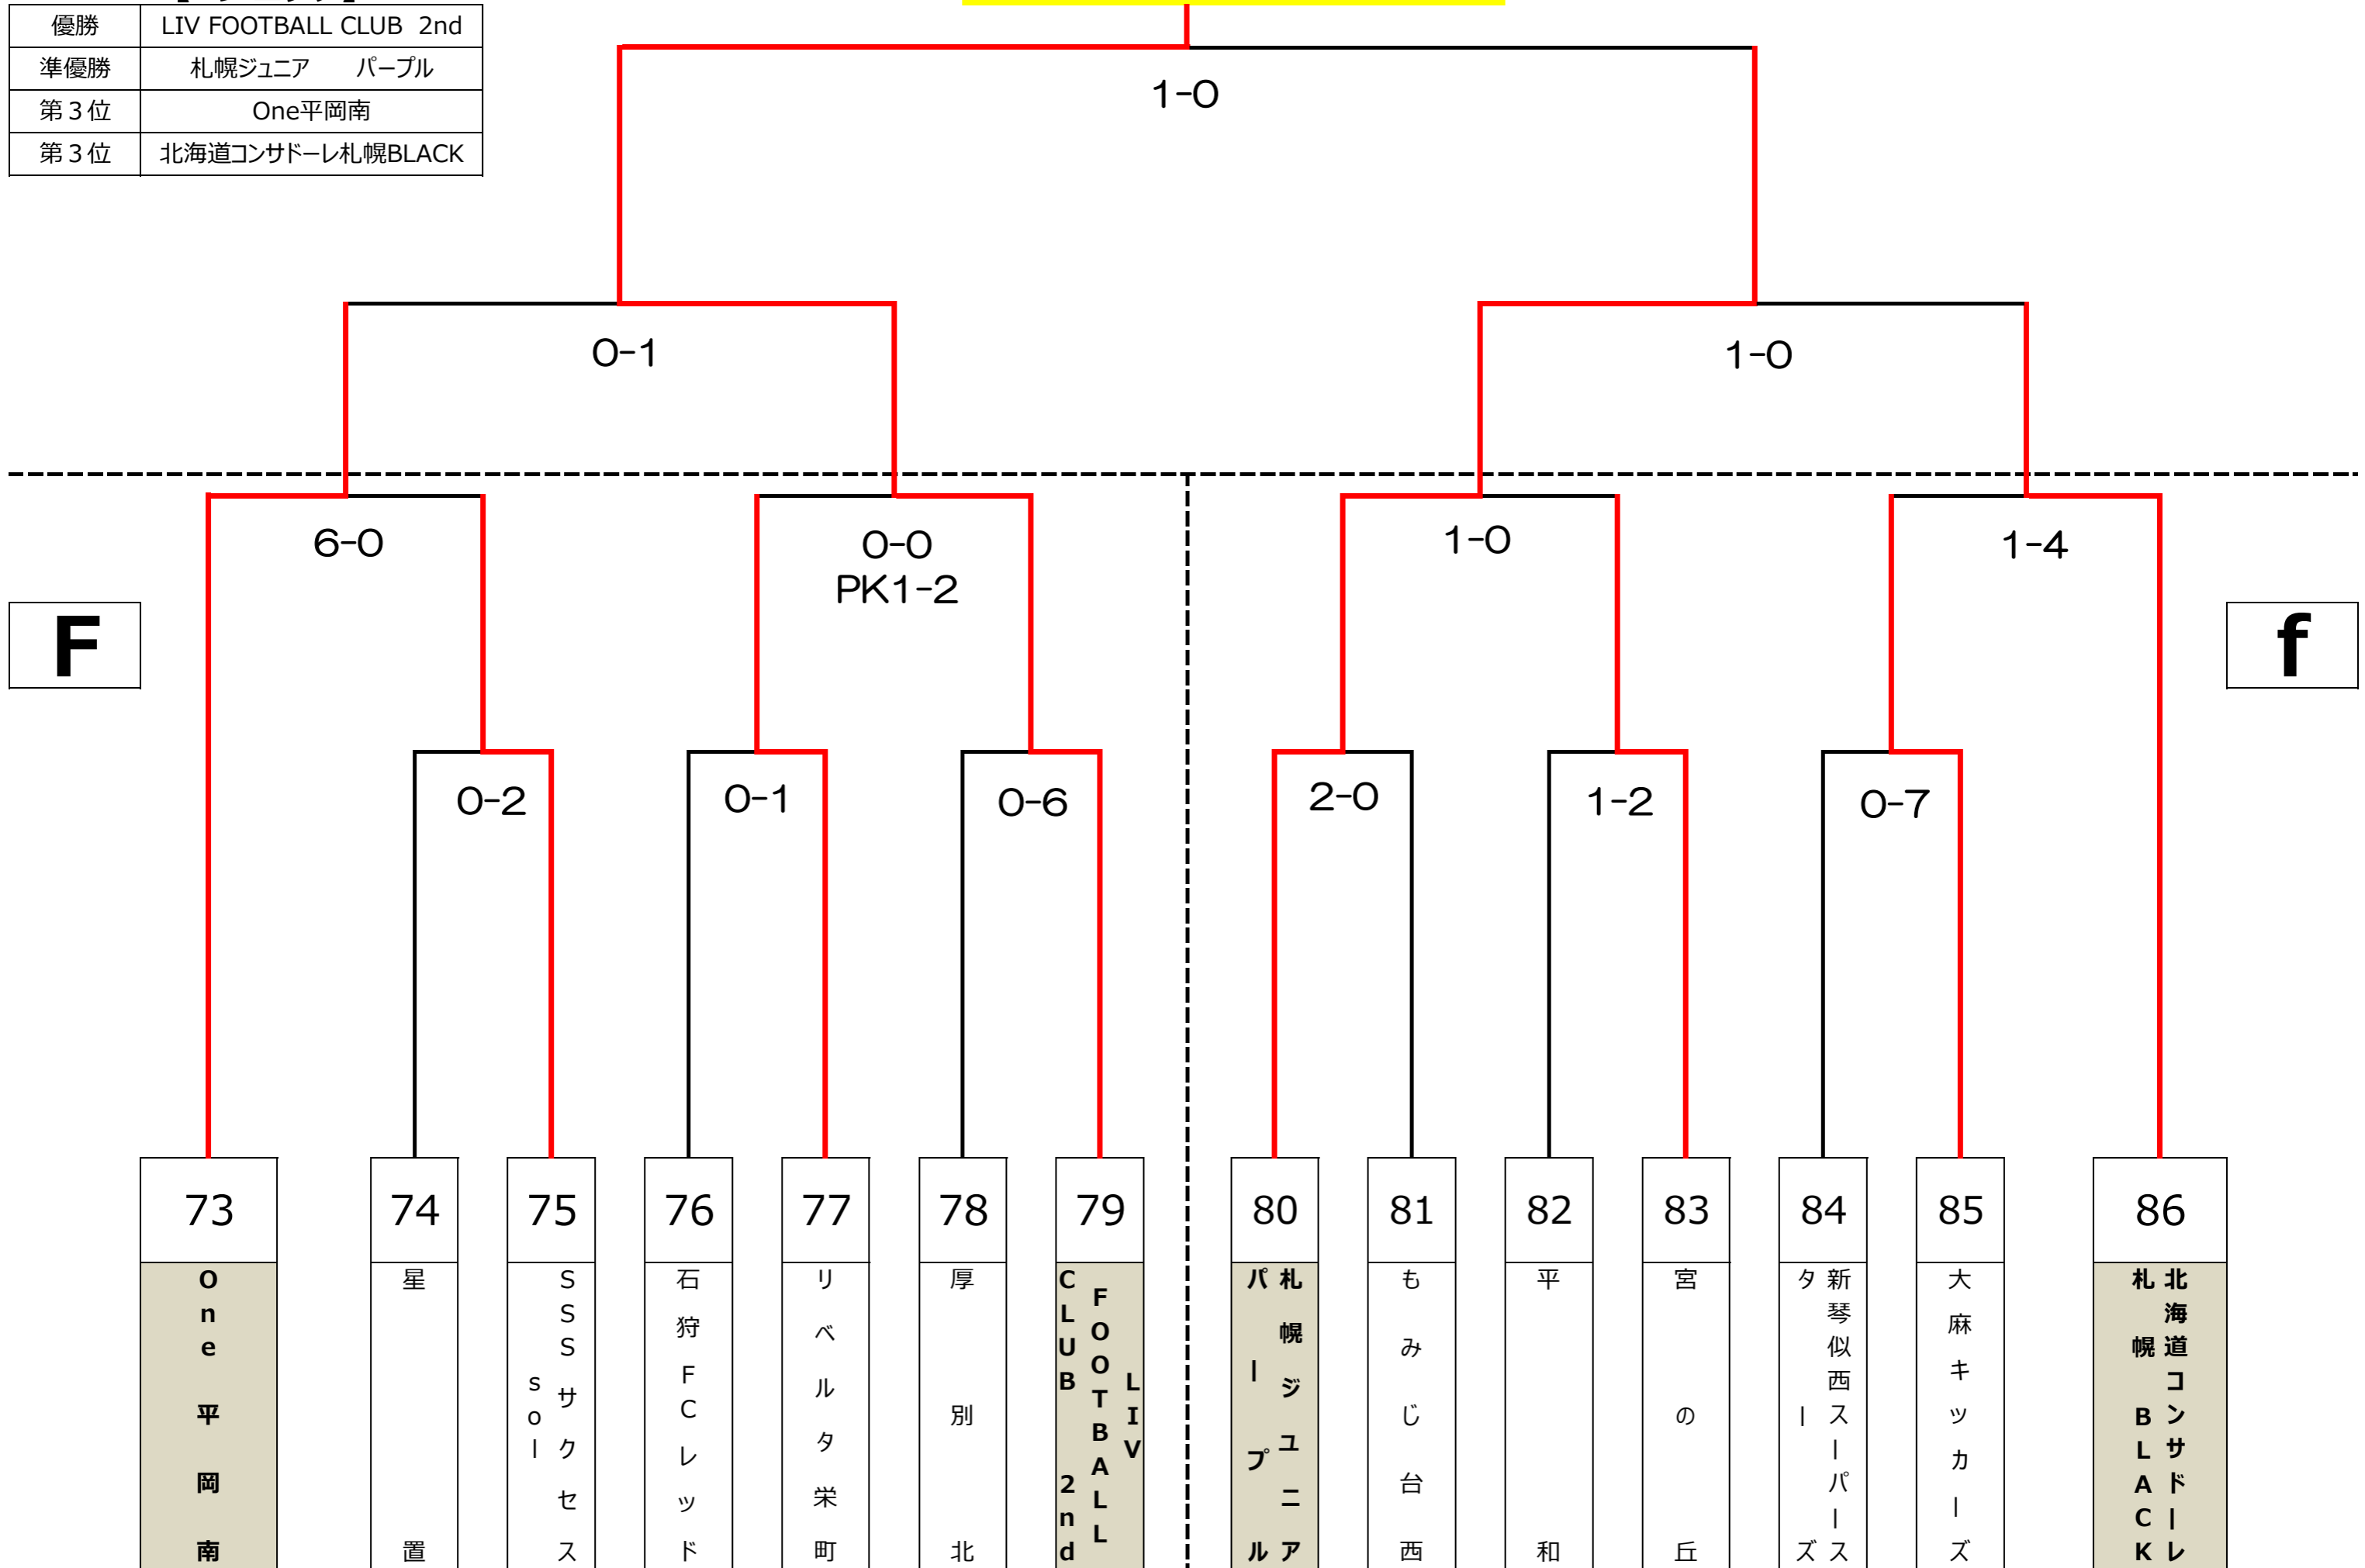 優勝 LIV FOOTBALL CLUB 2nd
準優勝 札幌ジュニア パープル
第３位 One平岡南
第３位 北海道コンサドーレ札幌BLACK
1-0
0-1
1-0
6-0
0-0
PK1-2
1-0
1-4
F
f
0-2
0-1
0-6
2-0
1-2
0-7
73
74
75
76
77
78
79
80
81
82
83
84
85
86
One平岡南
星置
SSSサクセス
sol
石狩FCレッド
リベルタ栄町
厚別北
LIV
FOOTBALL
CLUB 2nd
札幌ジュニア
パープル
もみじ台西
平和
宮の丘
新琴似西スーパース
ターズ
大麻キッカーズ
北海道コンサドーレ
札幌 BLACK